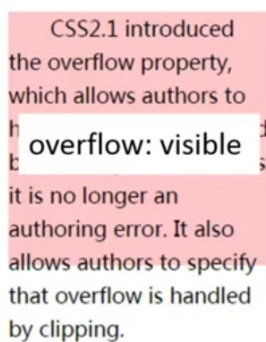 CSS2.1 introduced
the overflow property,
which allows authors to
overflow: visible
it is no longer an
authoring error. It also
allows authors to specify
that overflow is handled
by clipping.